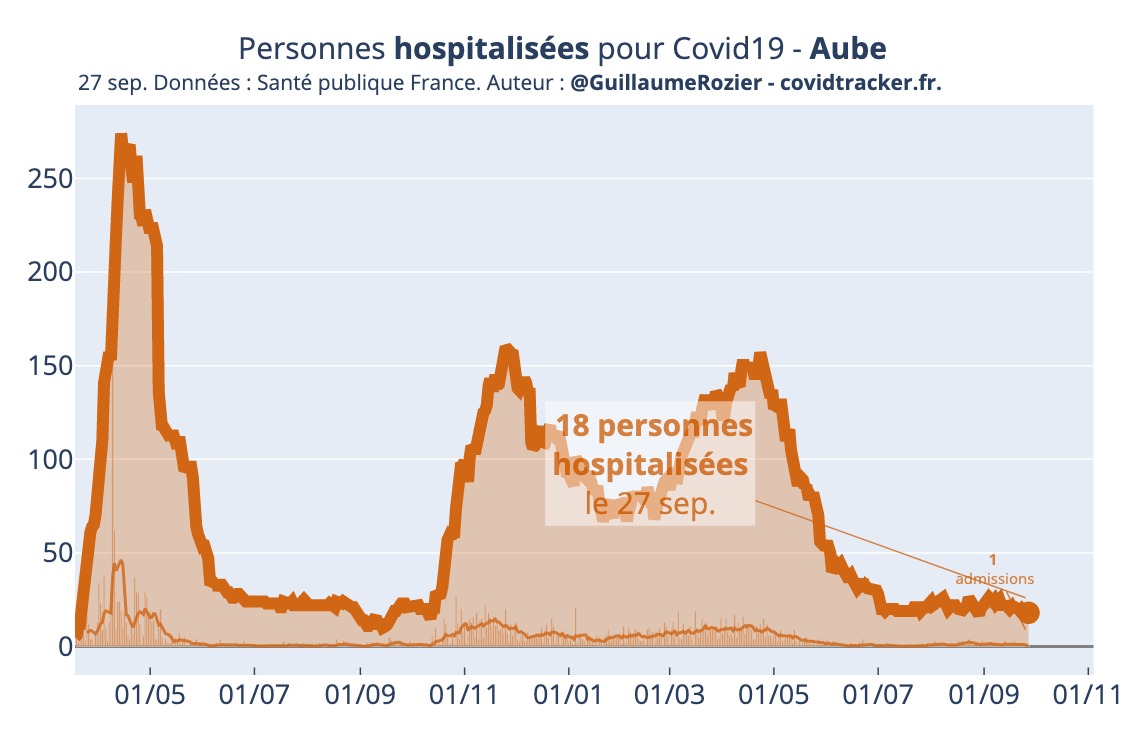 Personnes hospitalisées pour Covid19 - Aube
27 sep. Données : Santé publique France. Auteur : @GuillaumeRozier - covidtracker.fr.
250
200
150
100
50
0
18 personnes
hospitalisées
le 27 sep.
1
admissions
01/05 01/07 01/09 01/11 01/01 01/03 01/05 01/07 01/09 01/11